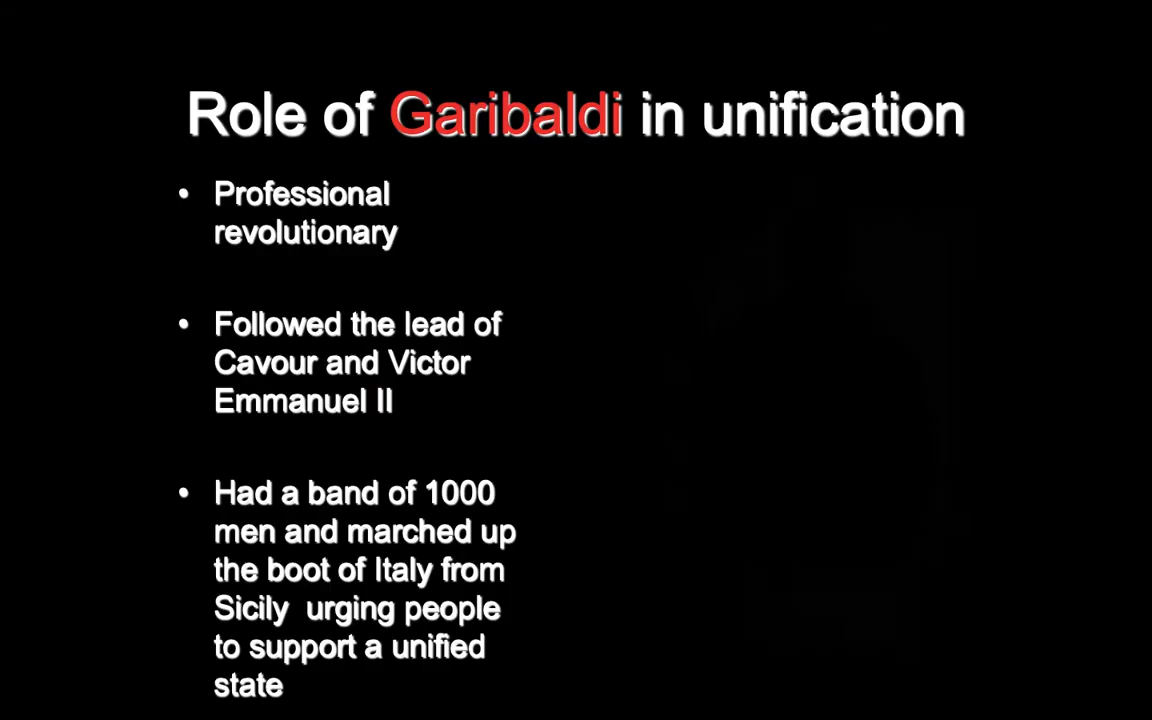 Role of Garibaldi in unification
• Professional
revolutionary
• Followed the lead of
Cavour and Victor
Emmanuel II
• Had a band of 1000
men and marched up
the boot of Italy from
Sicily  urging people
to support a unified
state